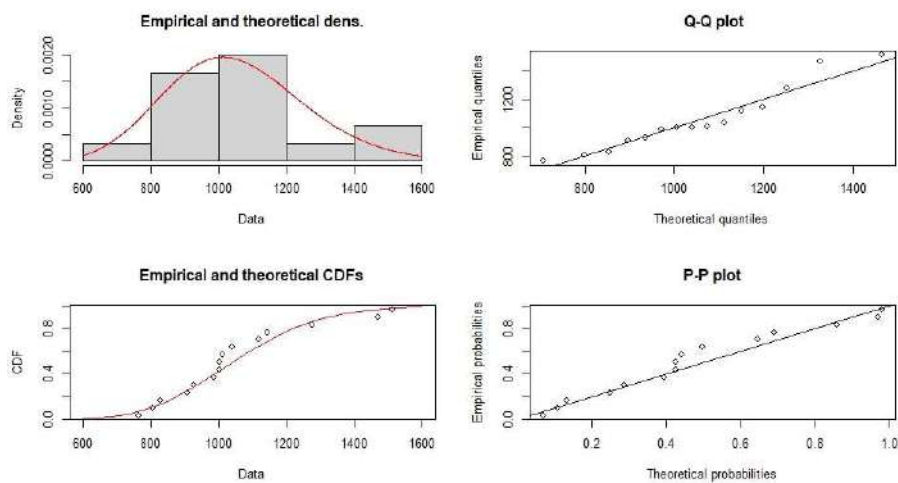 Empirical and theoretical dens.
Density
0.0000 0.0010 0.0020
600 800 1000 1200 1400 1600
Data
Q-Q plot
Empirical quantiles
800 1200
800 1000 1200 1400
Theoretical quantiles
Empirical and theoretical CDFs
CDF
0.0 0.4 0.8
600 800 1000 1200 1400 1600
Data
P-P plot
Empirical probabilities
0.0 0.4 0.8
0.2 0.4 0.6 0.8 1.0
Theoretical probabilities